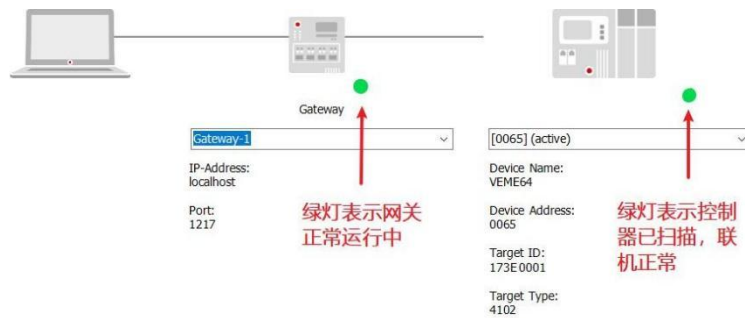 Gateway
Gateway-1
IP-Address:
localhost
Port:
1217
绿灯表示网关
正常运行中
[0065] (active)
Device Name:
VEME64
Device Address:
0065
Target ID:
173E0001
Target Type:
4102
绿灯表示控制
器已扫描，联
机正常